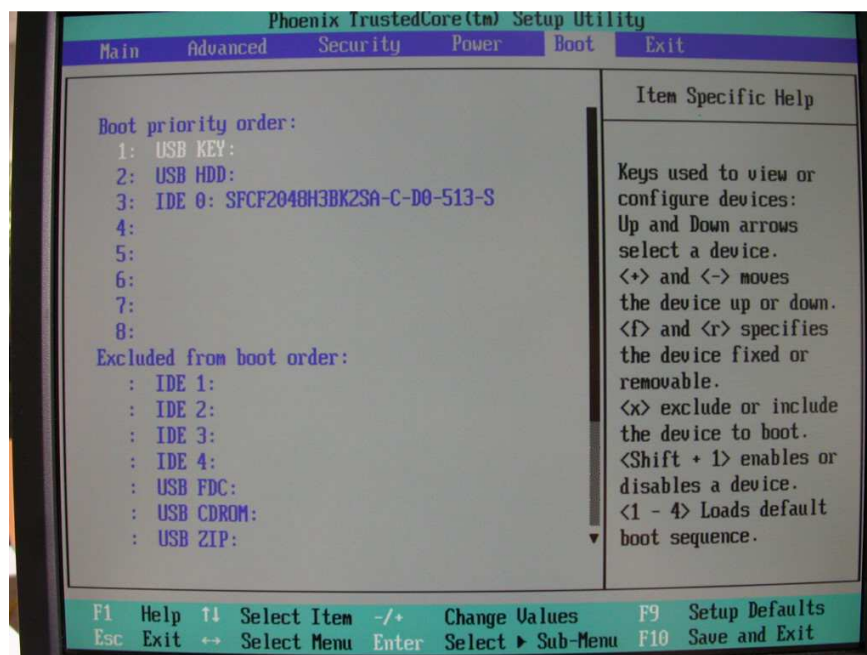 Phoenix TrustedCore(tm) Setup Utility
Main Advanced Security Power Boot Exit
Boot priority order:
1: USB KEY:
2: USB HDD:
3: IDE 0: SFCF2048H3BK2SA-C-D0-513-S
4:
5:
6:
7:
8:
Excluded from boot order:
: IDE 1:
: IDE 2:
: IDE 3:
: IDE 4:
: USB FDC:
: USB CDROM:
: USB ZIP:
Item Specific Help
Keys used to view or
configure devices:
Up and Down arrows
select a device.
<+> and <-> moves
the device up or down.
<f> and <r> specifies
the device fixed or
removable.
<x> exclude or include
the device to boot.
<Shift + 1> enables or
disables a device.
<1 - 4> Loads default
boot sequence.
F1 Help ↑↓ Select Item -/+ Change Values F9 Setup Defaults
Esc Exit ↔ Select Menu Enter Select ▶ Sub-Menu F10 Save and Exit